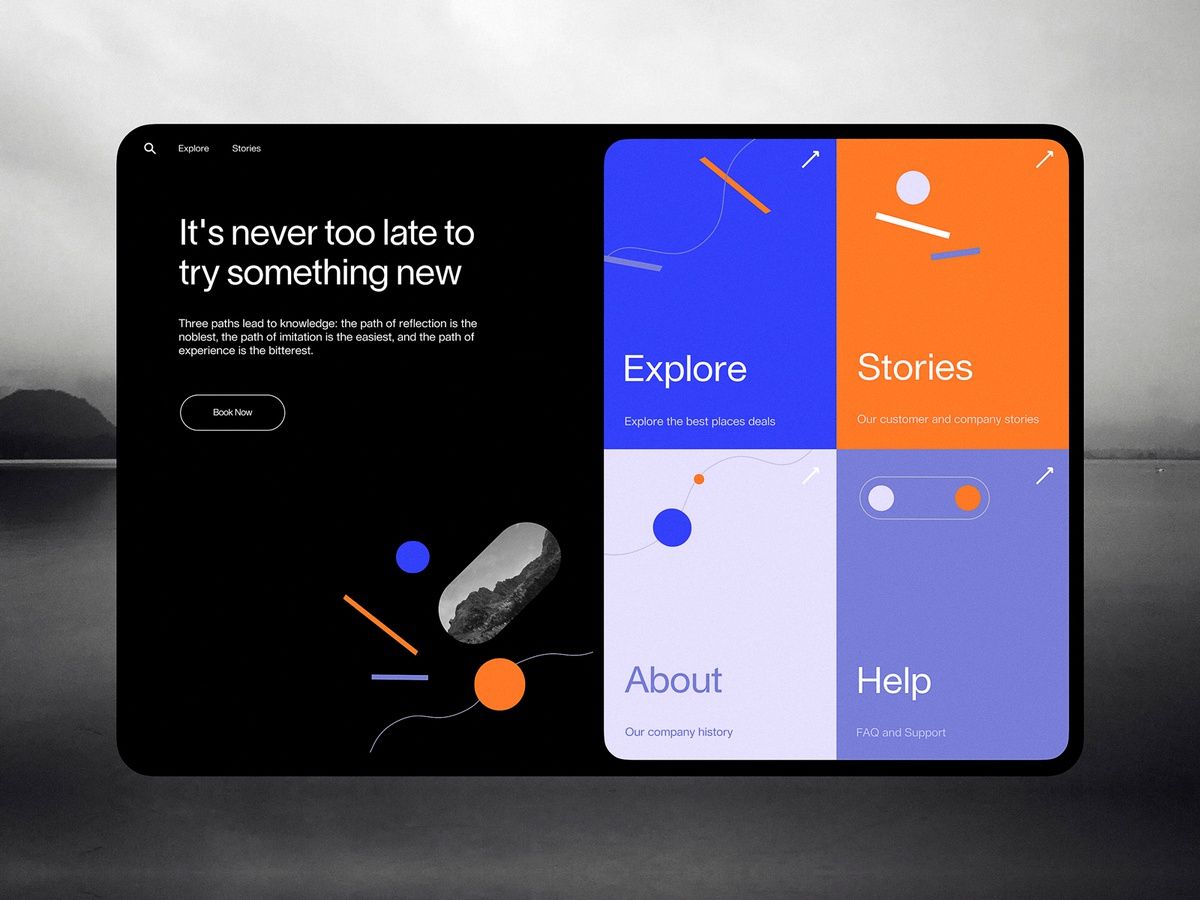 Explore
Stories
It's never too late to
try something new
Three paths lead to knowledge: the path of reflection is the
noblest, the path of imitation is the easiest, and the path of
experience is the bitterest.
Book Now
Explore
Explore the best places deals
Stories
Our customer and company stories
About
Our company history
Help
FAQ and Support